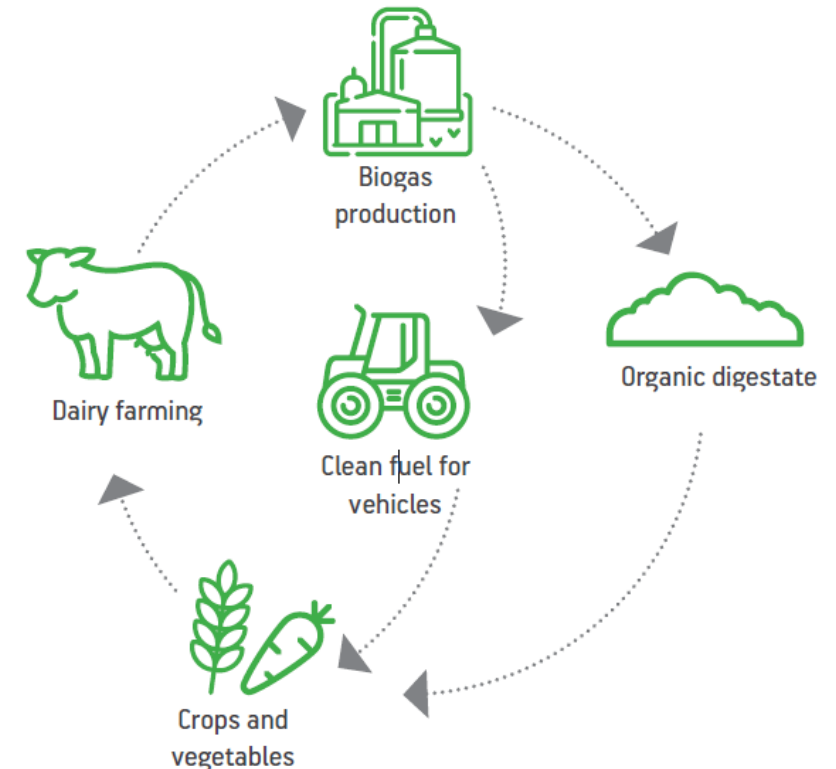 Biogas
production
Organic digestate
Dairy farming
Clean fuel for
vehicles
Crops and
vegetables